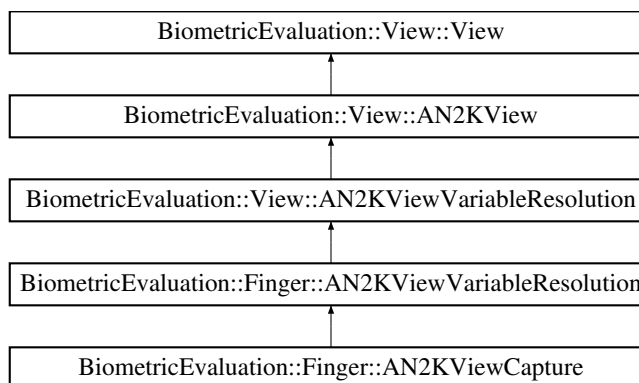 BiometricEvaluation::View::View
BiometricEvaluation::View::AN2KView
BiometricEvaluation::View::AN2KViewVariableResolution
BiometricEvaluation::Finger::AN2KViewVariableResolution
BiometricEvaluation::Finger::AN2KViewCapture